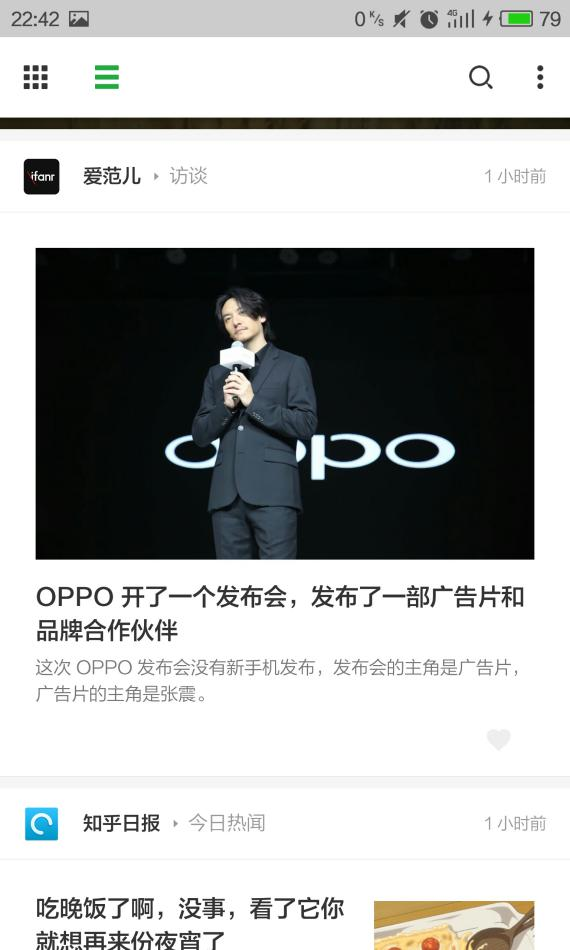 22:42 0 K/s 4G 79
ifanr 爱范儿 访谈 1 小时前
oppo
OPPO 开了一个发布会，发布了一部广告片和
品牌合作伙伴
这次 OPPO 发布会没有新手机发布，发布会的主角是广告片，
广告片的主角是张震。
知乎日报 今日热闻 1 小时前
吃晚饭了啊，没事，看了它你
就想再来份夜宵了